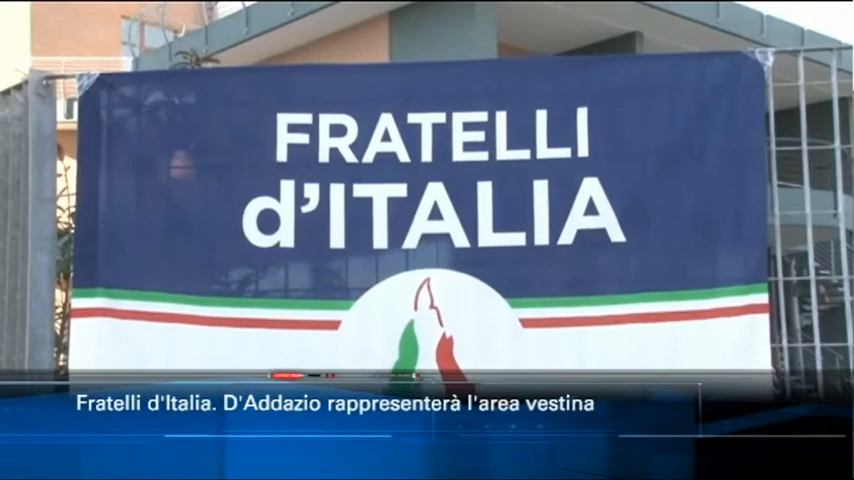 FRATELLI
d'ITALIA
Fratelli d'Italia. D'Addazio rappresenterà l'area vestina